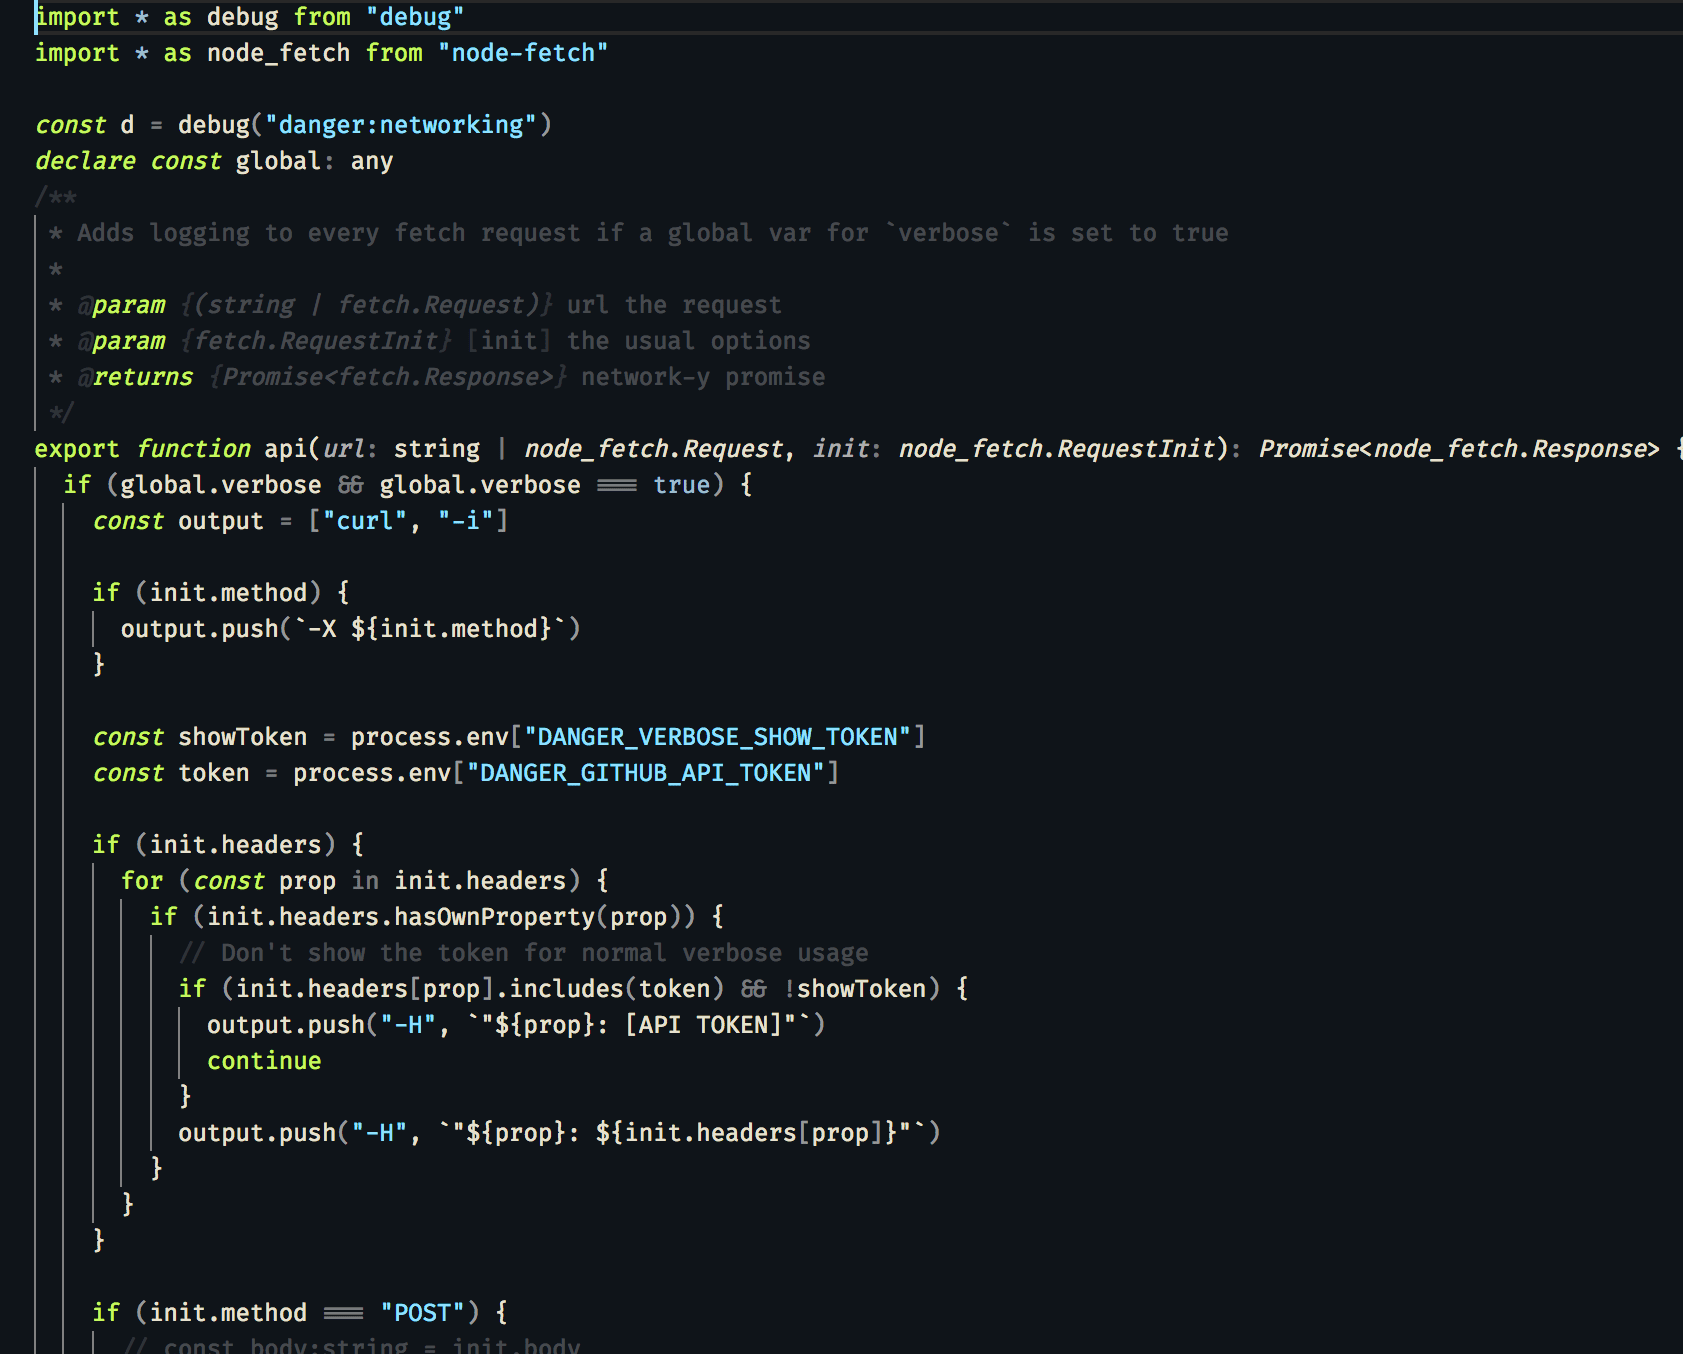 import * as debug from "debug"
import * as node_fetch from "node-fetch"

const d = debug("danger:networking")
declare const global: any
/**
 * Adds logging to every fetch request if a global var for `verbose` is set to true
 *
 * @param {(string | fetch.Request)} url the request
 * @param {fetch.RequestInit} [init] the usual options
 * @returns {Promise<fetch.Response>} network-y promise
 */
export function api(url: string | node_fetch.Request, init: node_fetch.RequestInit): Promise<node_fetch.Response> {
  if (global.verbose && global.verbose === true) {
    const output = ["curl", "-i"]

    if (init.method) {
      output.push(`-X ${init.method}`)
    }

    const showToken = process.env["DANGER_VERBOSE_SHOW_TOKEN"]
    const token = process.env["DANGER_GITHUB_API_TOKEN"]

    if (init.headers) {
      for (const prop in init.headers) {
        if (init.headers.hasOwnProperty(prop)) {
          // Don't show the token for normal verbose usage
          if (init.headers[prop].includes(token) && !showToken) {
            output.push("-H", `"${prop}: [API TOKEN]"`)
            continue
          }
          output.push("-H", `"${prop}: ${init.headers[prop]}"`)
        }
      }
    }

    if (init.method === "POST") {
      // const body:string = init.body